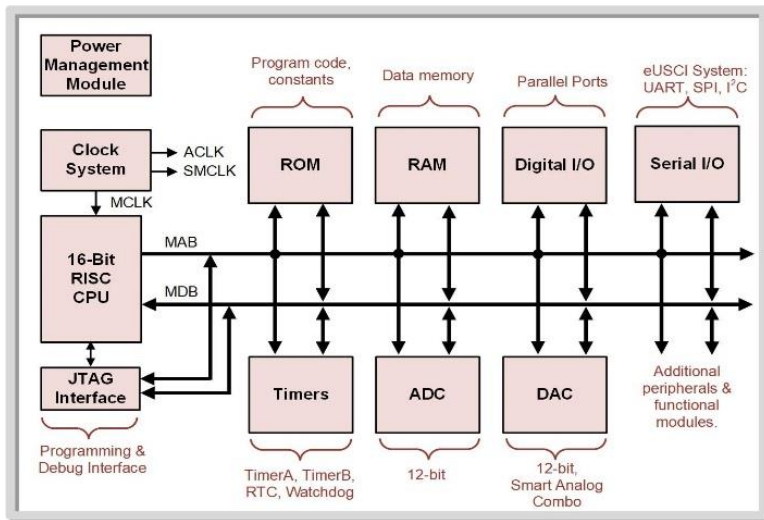 Power
Management
Module
Program code,
constants
Data memory
Parallel Ports
eUSCI System:
UART, SPI, I²C
Clock
System
ACLK
SMCLK
MCLK
ROM
RAM
Digital I/O
Serial I/O
16-Bit
RISC
CPU
MAB
MDB
JTAG
Interface
Timers
ADC
DAC
Additional
peripherals &
functional
modules.
Programming &
Debug Interface
TimerA, TimerB,
RTC, Watchdog
12-bit
12-bit,
Smart Analog
Combo